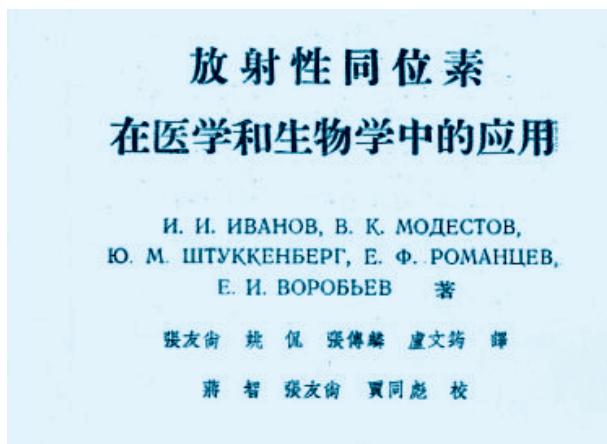 放射性同位素
在医学和生物学中的应用
И. И. ИВАНОВ, В. К. МОДЕСТОВ,
Ю. М. ШТУККЕНБЕРГ, Е. Ф. РОМАНЦЕВ,
Е. И. ВОРОБЬЕВ 著
張友尙 姚 侃 張傳鱗 盧文筠 譯
蔣 智 張友尙 賈同彪 校